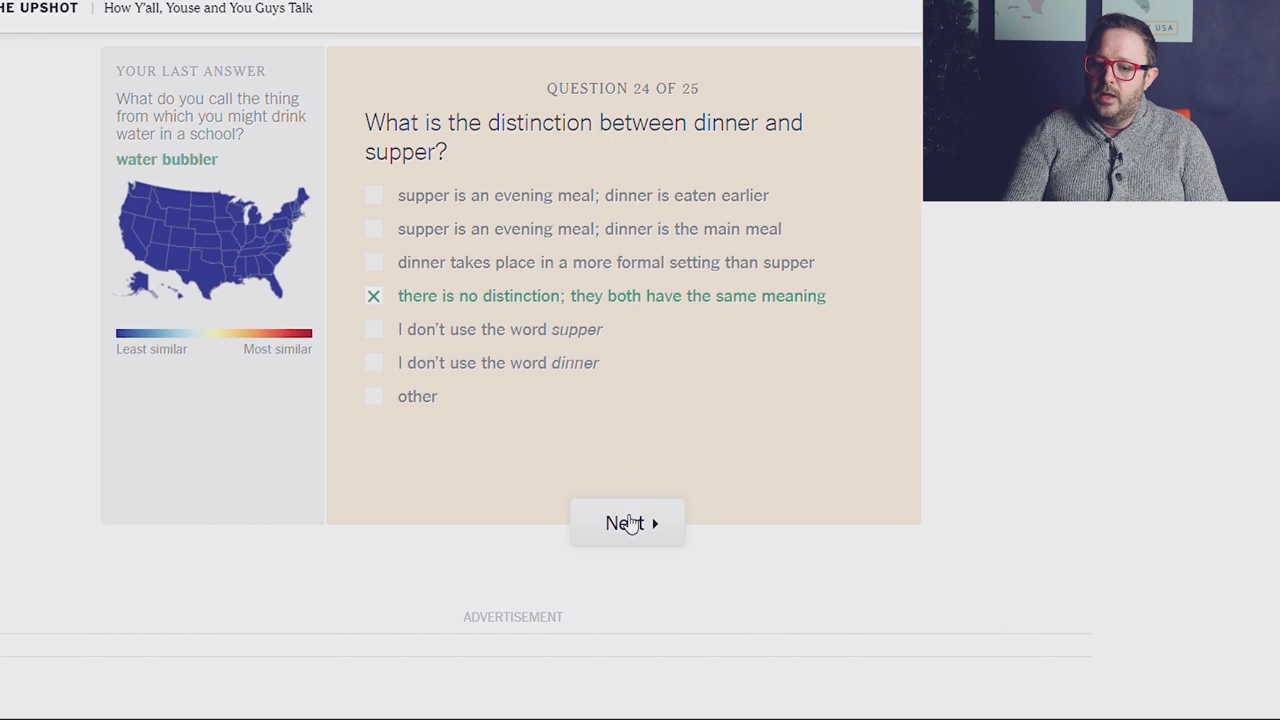 HE UPSHOT | How Y'all, Youse and You Guys Talk
YOUR LAST ANSWER
What do you call the thing
from which you might drink
water in a school?
water bubbler
Least similar Most similar
QUESTION 24 OF 25
What is the distinction between dinner and
supper?
supper is an evening meal; dinner is eaten earlier
supper is an evening meal; dinner is the main meal
dinner takes place in a more formal setting than supper
there is no distinction; they both have the same meaning
I don't use the word supper
I don't use the word dinner
other
Next
ADVERTISEMENT
USA